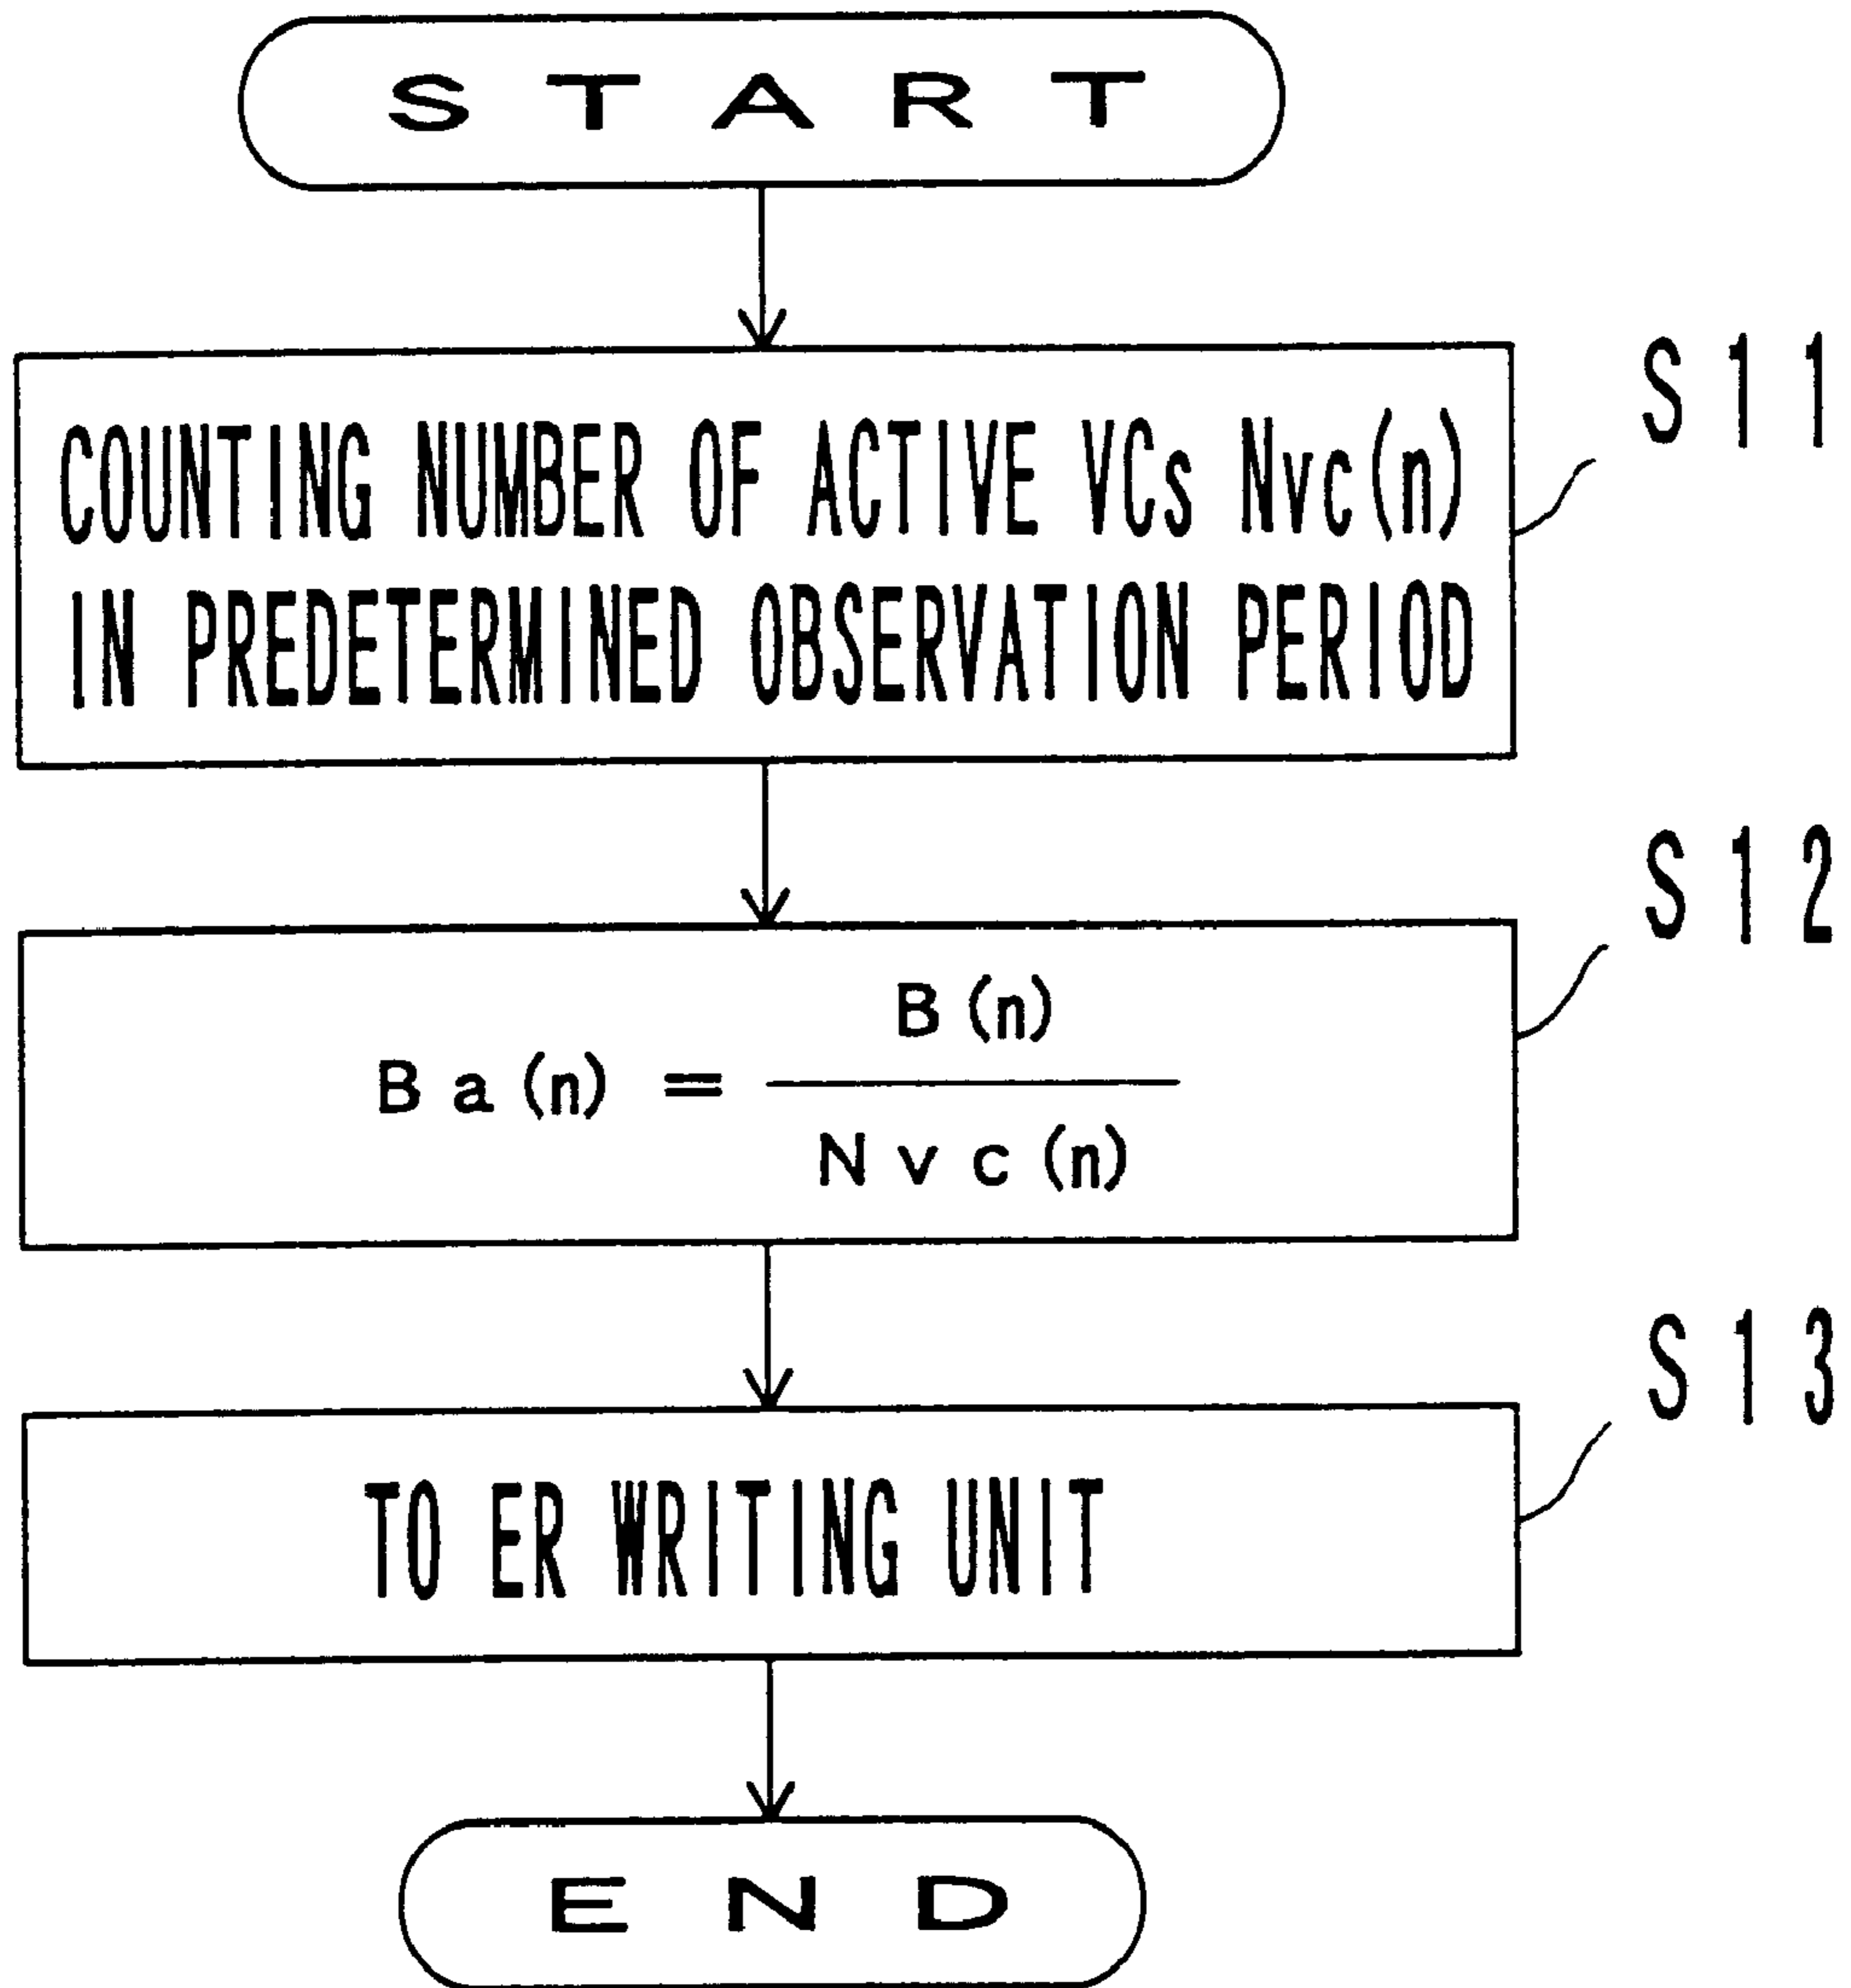 START
S11
COUNTING NUMBER OF ACTIVE VCs Nvc(n)
IN PREDETERMINED OBSERVATION PERIOD
S12
B(n)
Ba(n) =
Nvc(n)
S13
TO ER WRITING UNIT
END